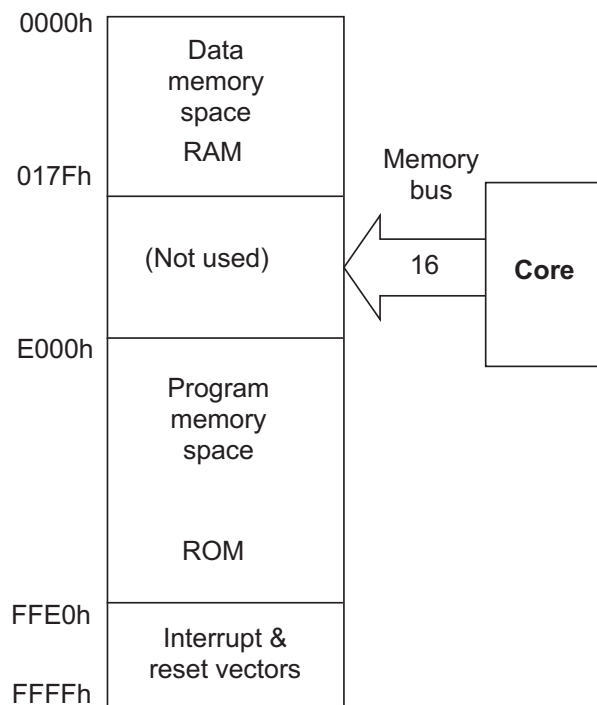 0000h
Data
memory
space
RAM
017Fh
Memory
bus
(Not used)
16
Core
E000h
Program
memory
space
ROM
FFE0h
Interrupt &
reset vectors
FFFFh